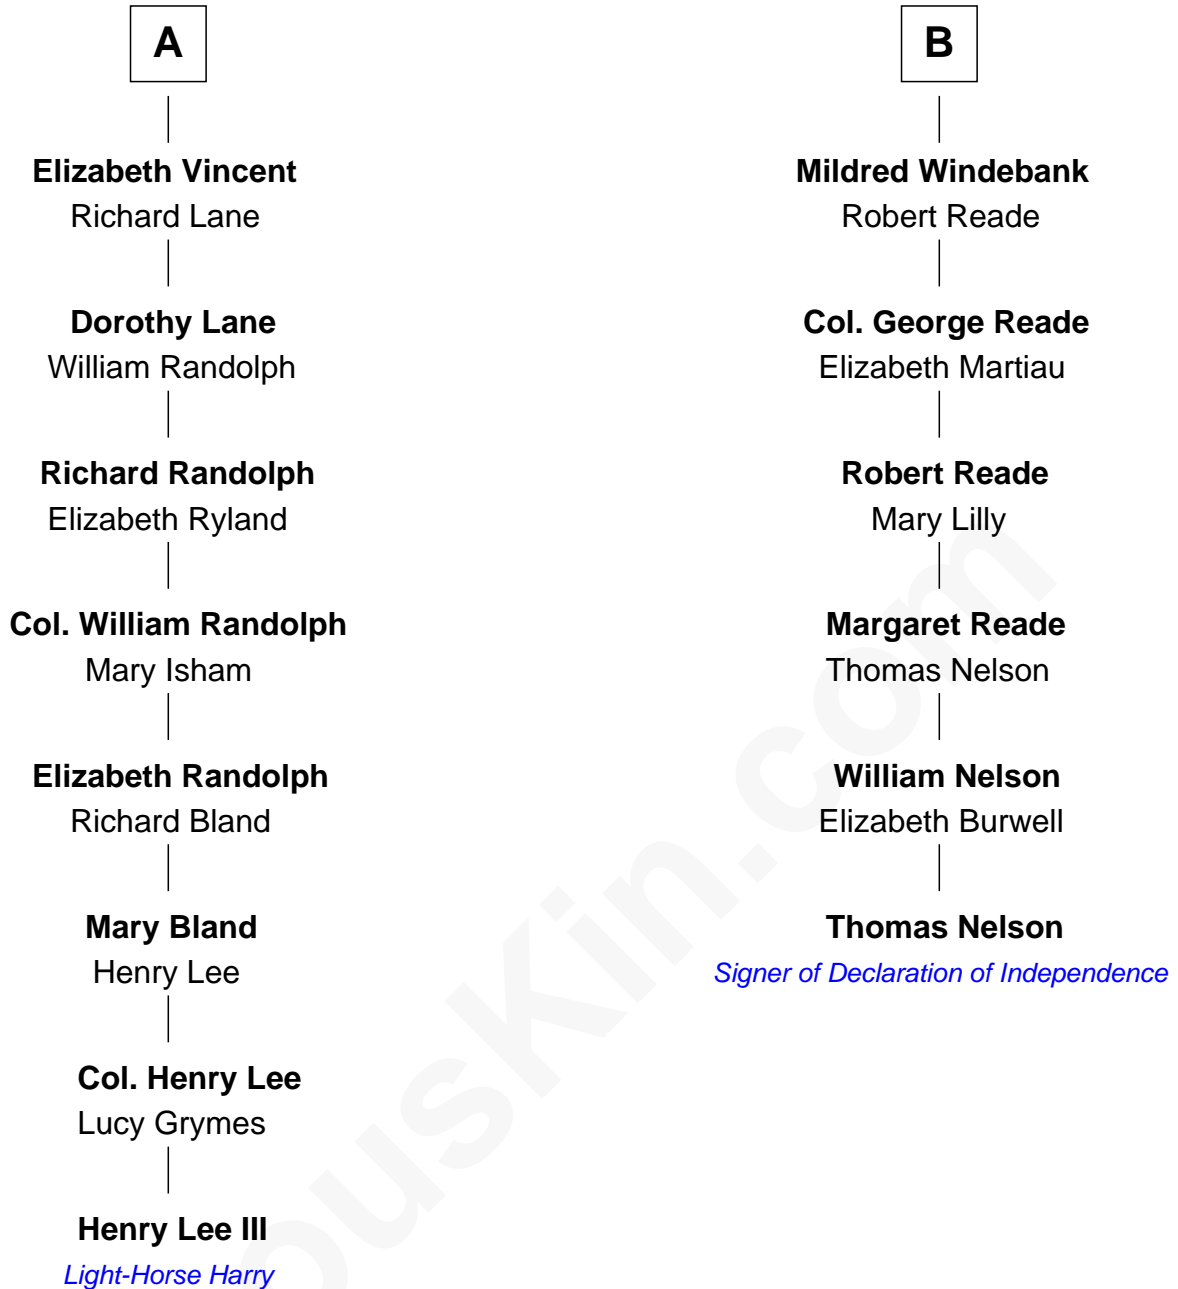 A
Elizabeth Vincent
Richard Lane
Dorothy Lane
William Randolph
Richard Randolph
Elizabeth Ryland
Col. William Randolph
Mary Isham
Elizabeth Randolph
Richard Bland
Mary Bland
Henry Lee
Col. Henry Lee
Lucy Grymes
Henry Lee III
Light-Horse Harry
B
Mildred Windebank
Robert Reade
Col. George Reade
Elizabeth Martiau
Robert Reade
Mary Lilly
Margaret Reade
Thomas Nelson
William Nelson
Elizabeth Burwell
Thomas Nelson
Signer of Declaration of Independence
ousKin.com